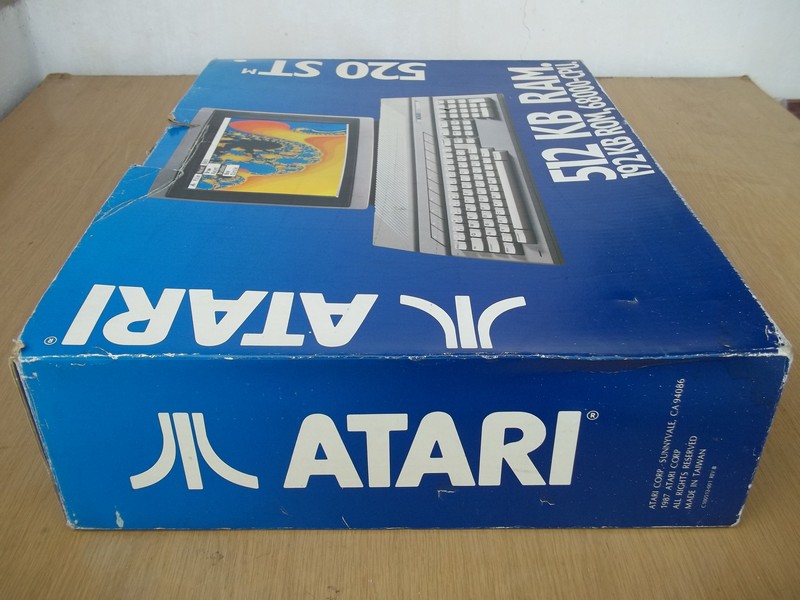 520 ST™
512 KB RAM.
192 KB ROM, 68000-CPU.
ATARI®
ATARI®
ATARI CORP., SUNNYVALE, CA 94086
1987 ATARI CORP
ALL RIGHTS RESERVED
MADE IN TAIWAN